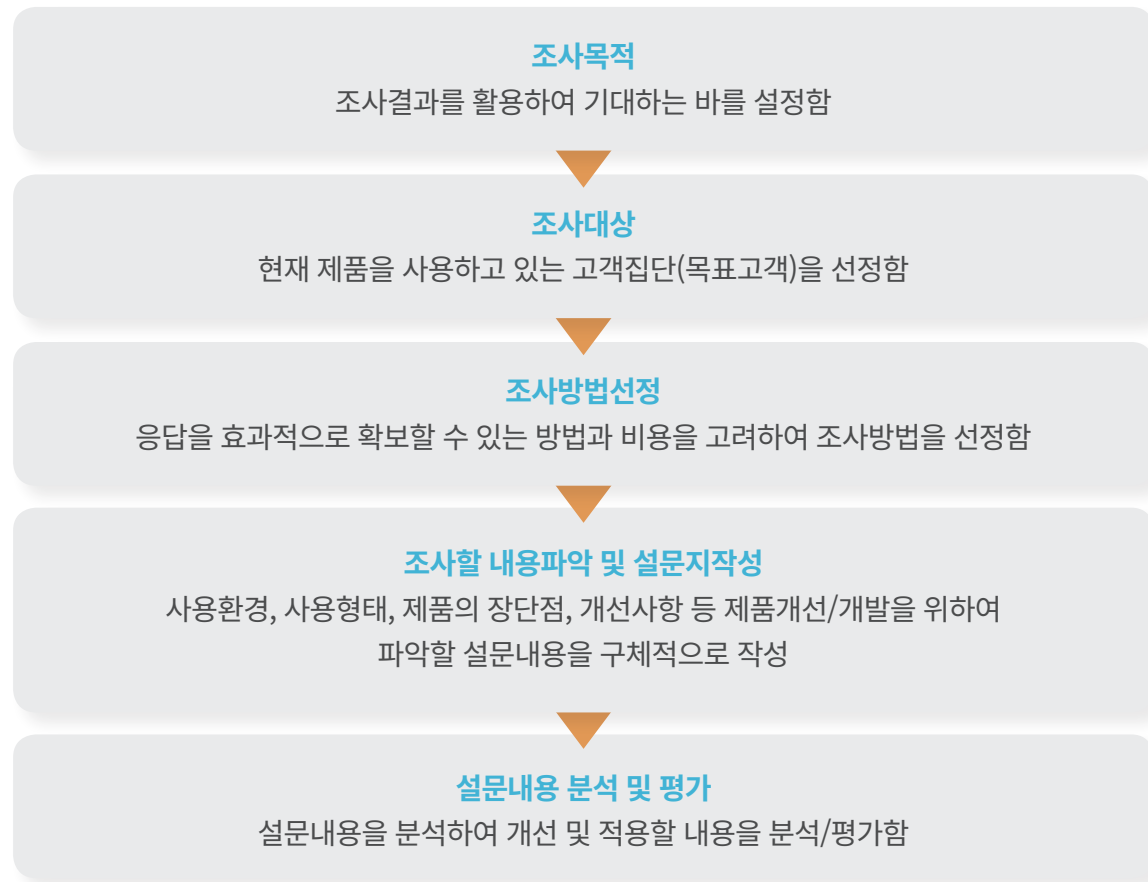 조사목적
조사결과를 활용하여 기대하는 바를 설정함
조사대상
현재 제품을 사용하고 있는 고객집단(목표고객)을 선정함
조사방법선정
응답을 효과적으로 확보할 수 있는 방법과 비용을 고려하여 조사방법을 선정함
조사할 내용파악 및 설문지작성
사용환경, 사용형태, 제품의 장단점, 개선사항 등 제품개선/개발을 위하여
파악할 설문내용을 구체적으로 작성
설문내용 분석 및 평가
설문내용을 분석하여 개선 및 적용할 내용을 분석/평가함